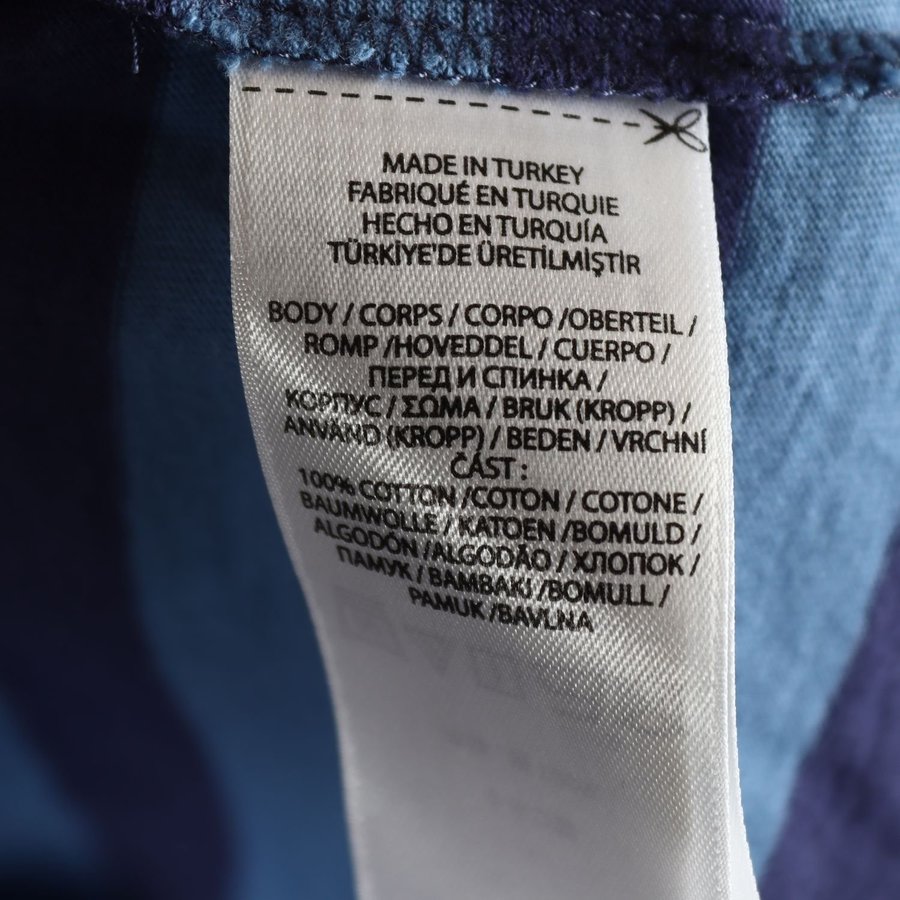 MADE IN TURKEY
FABRIQUÉ EN TURQUIE
HECHO EN TURQUÍA
TÜRKİYE'DE ÜRETİLMİŞTİR
BODY / CORPS / CORPO /OBERTEIL /
ROMP /HOVEDDEL / CUERPO /
ПЕРЕД И СПИНКА /
КОРПУС / ΣΩΜΑ / BRUK (KROPP) /
ANVÄND (KROPP) / BEDEN / VRCHNÍ
ČÁST :
100% COTTON /COTON / COTONE /
BAUMWOLLE / KATOEN /BOMULD /
ALGODÓN /ALGODÃO / ХЛОПОК /
ПАМУК / BAMBAKI /BOMULL /
PAMUK /BAVLNA